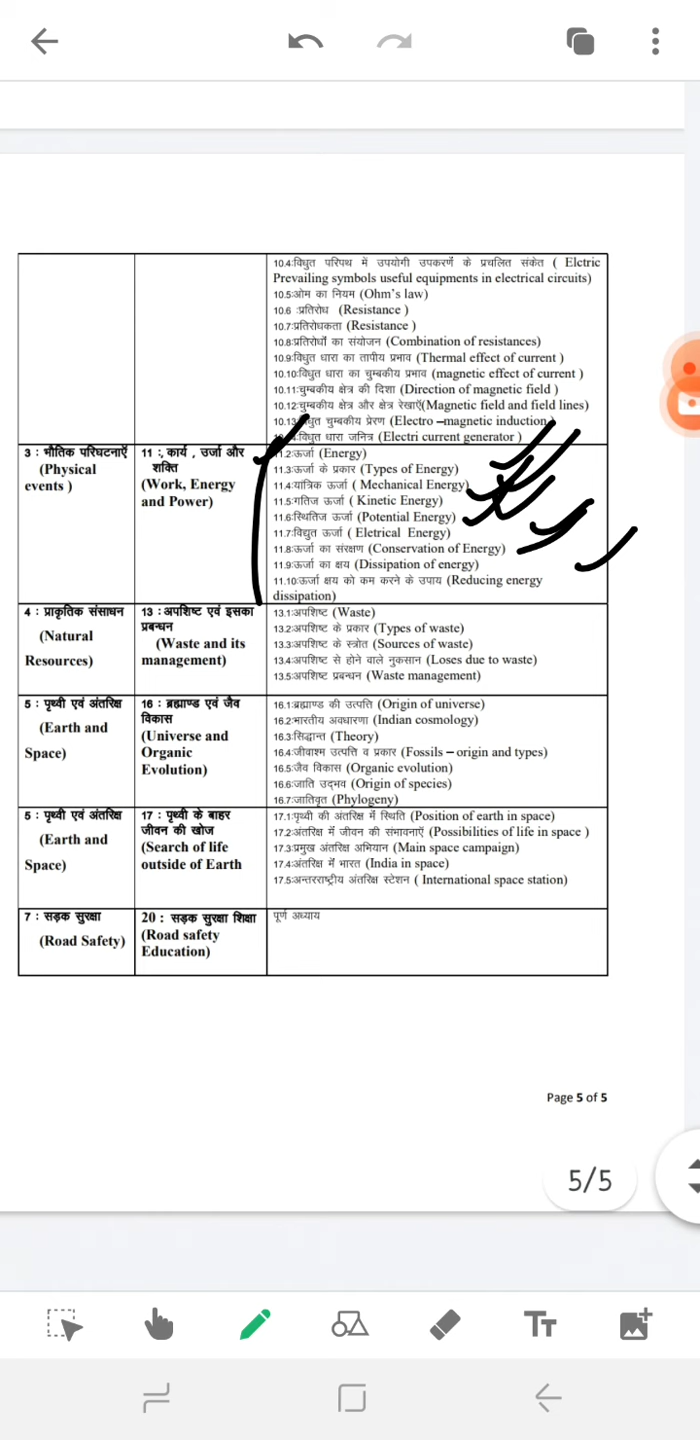 10.4:विधुत परिपथ में उपयोगी उपकरणें के प्रचलित संकेत ( Elctric
Prevailing symbols useful equipments in electrical circuits)
10.5:ओम का नियम (Ohm's law)
10.6 :प्रतिरोध (Resistance )
10.7:प्रतिरोधकता (Resistance )
10.8:प्रतिरोधों का संयोजन (Combination of resistances)
10.9:विधुत धारा का तापीय प्रभाव (Thermal effect of current )
10.10:विधुत धारा का चुम्बकीय प्रभाव (magnetic effect of current )
10.11:चुम्बकीय क्षेत्र की दिशा (Direction of magnetic field )
10.12:चुम्बकीय क्षेत्र और क्षेत्र रेखाऐं(Magnetic field and field lines)
10.13 चुम्बकीय प्रेरण (Electro –magnetic induction)
विधुत धारा जनित्र (Electri current generator )
3 : भौतिक परिघटनाऐं
(Physical
events )
11 :, कार्य , उर्जा और
शक्ति
(Work, Energy
and Power)
11.2:ऊर्जा (Energy)
11.3:ऊर्जा के प्रकार (Types of Energy)
11.4:यांत्रिक ऊर्जा ( Mechanical Energy)
11.5:गतिज ऊर्जा ( Kinetic Energy)
11.6:स्थितिज ऊर्जा (Potential Energy)
11.7:विद्युत ऊर्जा ( Eletrical Energy)
11.8:ऊर्जा का संरक्षण (Conservation of Energy)
11.9:ऊर्जा का क्षय (Dissipation of energy)
11.10:ऊर्जा क्षय को कम करने के उपाय (Reducing energy
dissipation)
4 : प्राकृतिक संसाधन
(Natural
Resources)
13 : अपशिष्ट एवं इसका
प्रबन्धन
(Waste and its
management)
13.1:अपशिष्ट (Waste)
13.2:अपशिष्ट के प्रकार (Types of waste)
13.3:अपशिष्ट के स्त्रोत (Sources of waste)
13.4:अपशिष्ट से होने वाले नुकसान (Loses due to waste)
13.5:अपशिष्ट प्रबन्धन (Waste management)
5 : पृथ्वी एवं अंतरिक्ष
(Earth and
Space)
16 : ब्रह्माण्ड एवं जैव
विकास
(Universe and
Organic
Evolution)
16.1:ब्रह्माण्ड की उत्पति (Origin of universe)
16.2:भारतीय अवधारणा (Indian cosmology)
16.3:सिद्धान्त (Theory)
16.4:जीवाश्म उत्पत्ति व प्रकार (Fossils – origin and types)
16.5:जैव विकास (Organic evolution)
16.6:जाति उद्भव (Origin of species)
16.7:जातिवृत (Phylogeny)
5 : पृथ्वी एवं अंतरिक्ष
(Earth and
Space)
17 : पृथ्वी के बाहर
जीवन की खोज
(Search of life
outside of Earth
17.1:पृथ्वी की अंतरिक्ष में स्थिति (Position of earth in space)
17.2:अंतरिक्ष में जीवन की संभावनाऐं (Possibilities of life in space )
17.3:प्रमुख अंतरिक्ष अभियान (Main space campaign)
17.4:अंतरिक्ष में भारत (India in space)
17.5:अन्तरराष्ट्रीय अंतरिक्ष स्टेशन ( International space station)
7 : सड़क सुरक्षा
(Road Safety)
20 : सड़क सुरक्षा शिक्षा
(Road safety
Education)
पूर्ण अध्याय
Page 5 of 5
5/5
TT